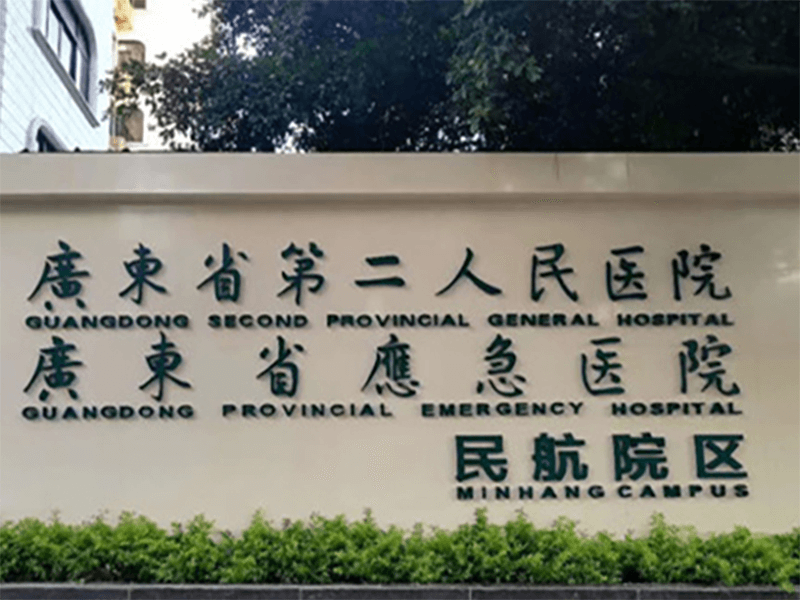 廣東省第二人民医院
GUANGDONG SECOND PROVINCIAL GENERAL HOSPITAL
廣東省應急医院
GUANGDONG PROVINCIAL EMERGENCY HOSPITAL
民航院区
MINHANG CAMPUS